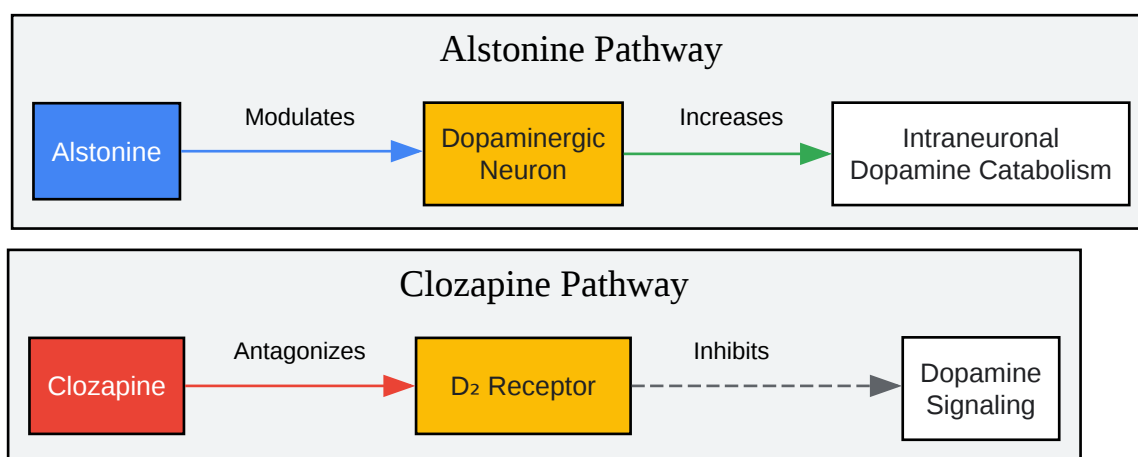 Alstonine Pathway
Alstonine
Modulates
Dopaminergic
Neuron
Increases
Intraneuronal
Dopamine Catabolism
Clozapine Pathway
Clozapine
Antagonizes
D₂ Receptor
Inhibits
Dopamine
Signaling